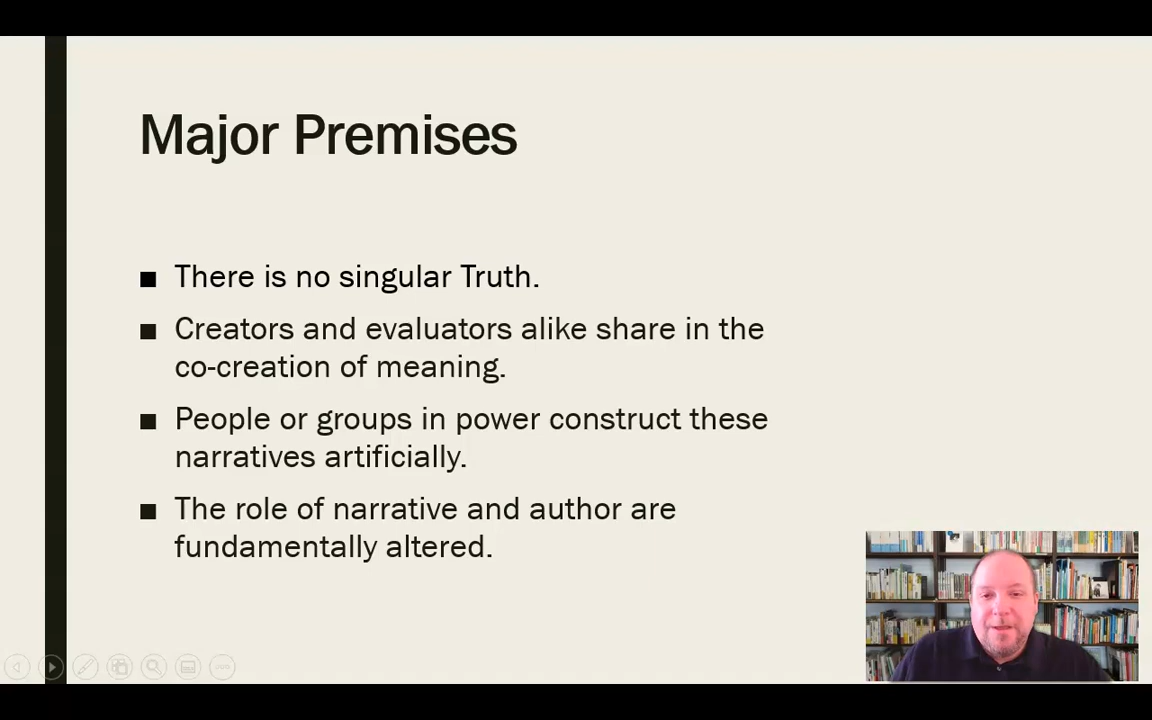 Major Premises
■ There is no singular Truth.
■ Creators and evaluators alike share in the
co-creation of meaning.
■ People or groups in power construct these
narratives artificially.
■ The role of narrative and author are
fundamentally altered.